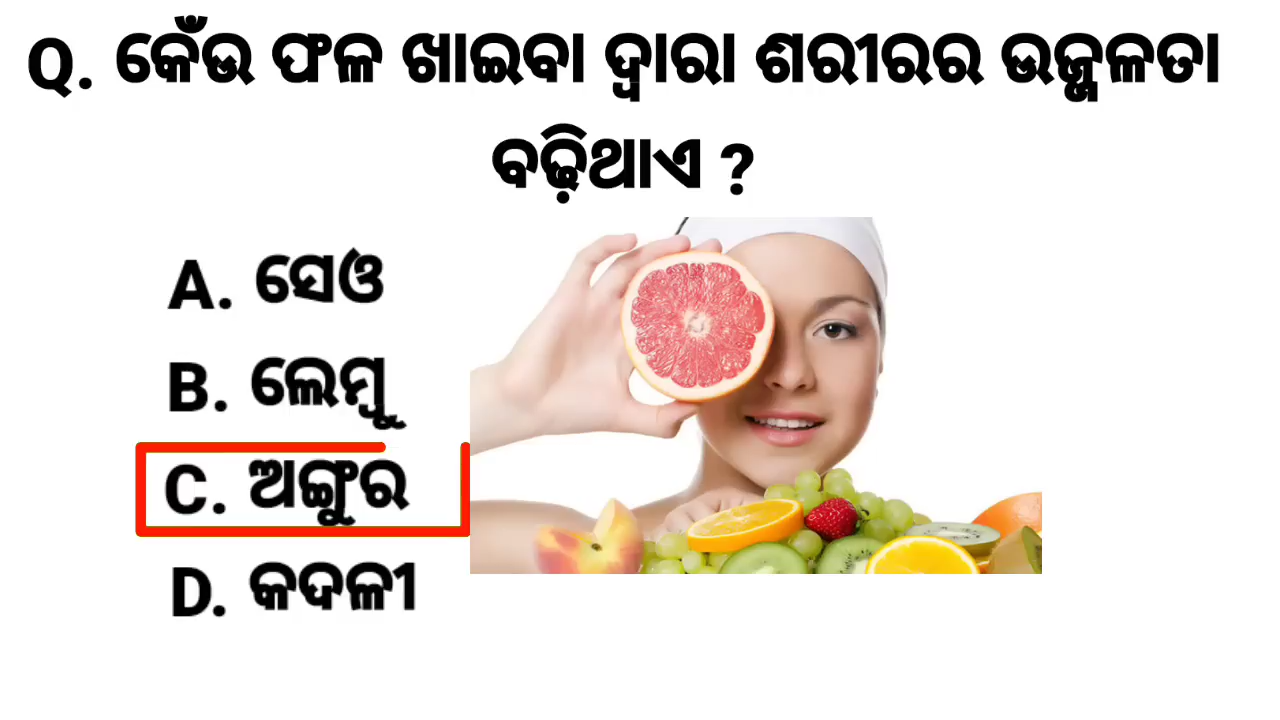 Q. କେଁଉ ଫଳ ଖାଇବା ଦ୍ୱାରା ଶରୀରର ଉଜ୍ଜ୍ୱଳତା
ବଢ଼ିଥାଏ ?
A. ସେଓ
B. ଲେମ୍ବୁ
C. ଅଙ୍ଗୁର
D. କଦଳୀ